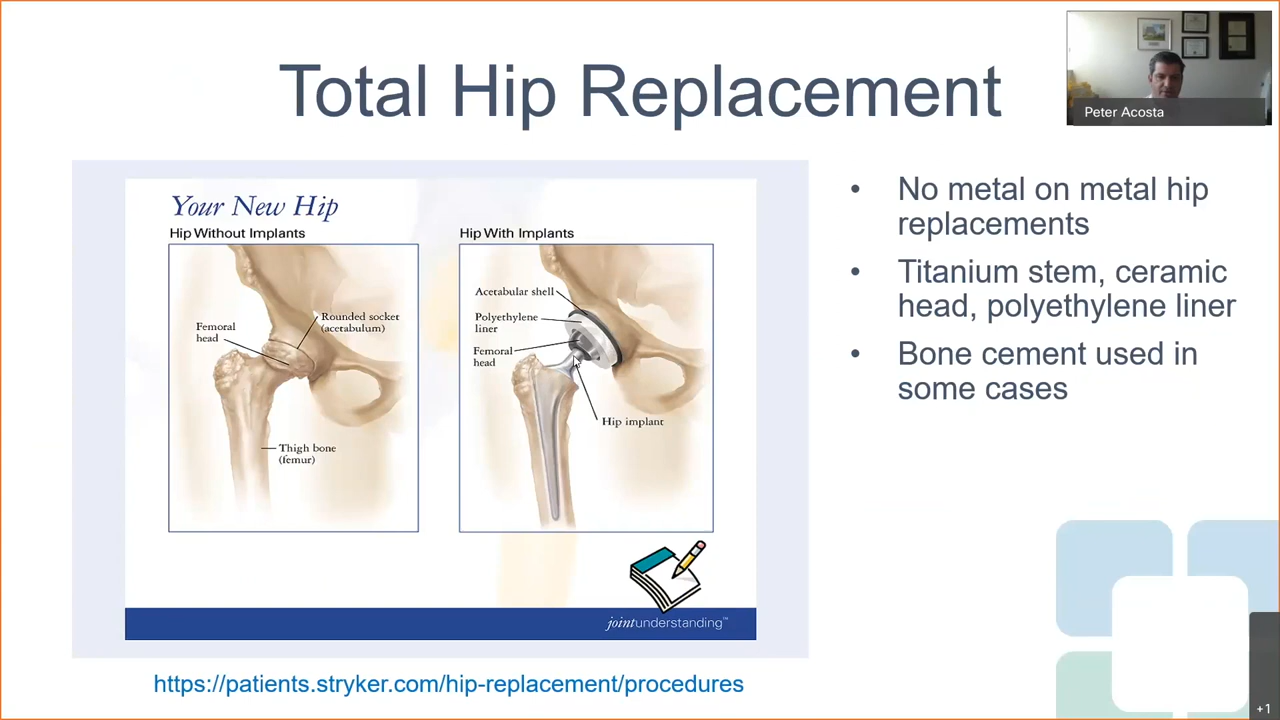 Total Hip Replacement
Peter Acosta
Your New Hip
Hip Without Implants
Femoral
head
Rounded socket
(acetabulum)
Thigh bone
(femur)
Hip With Implants
Acetabular shell
Polyethylene
liner
Femoral
head
Hip implant
jointunderstanding™
• No metal on metal hip
replacements
• Titanium stem, ceramic
head, polyethylene liner
• Bone cement used in
some cases
https://patients.stryker.com/hip-replacement/procedures
+1